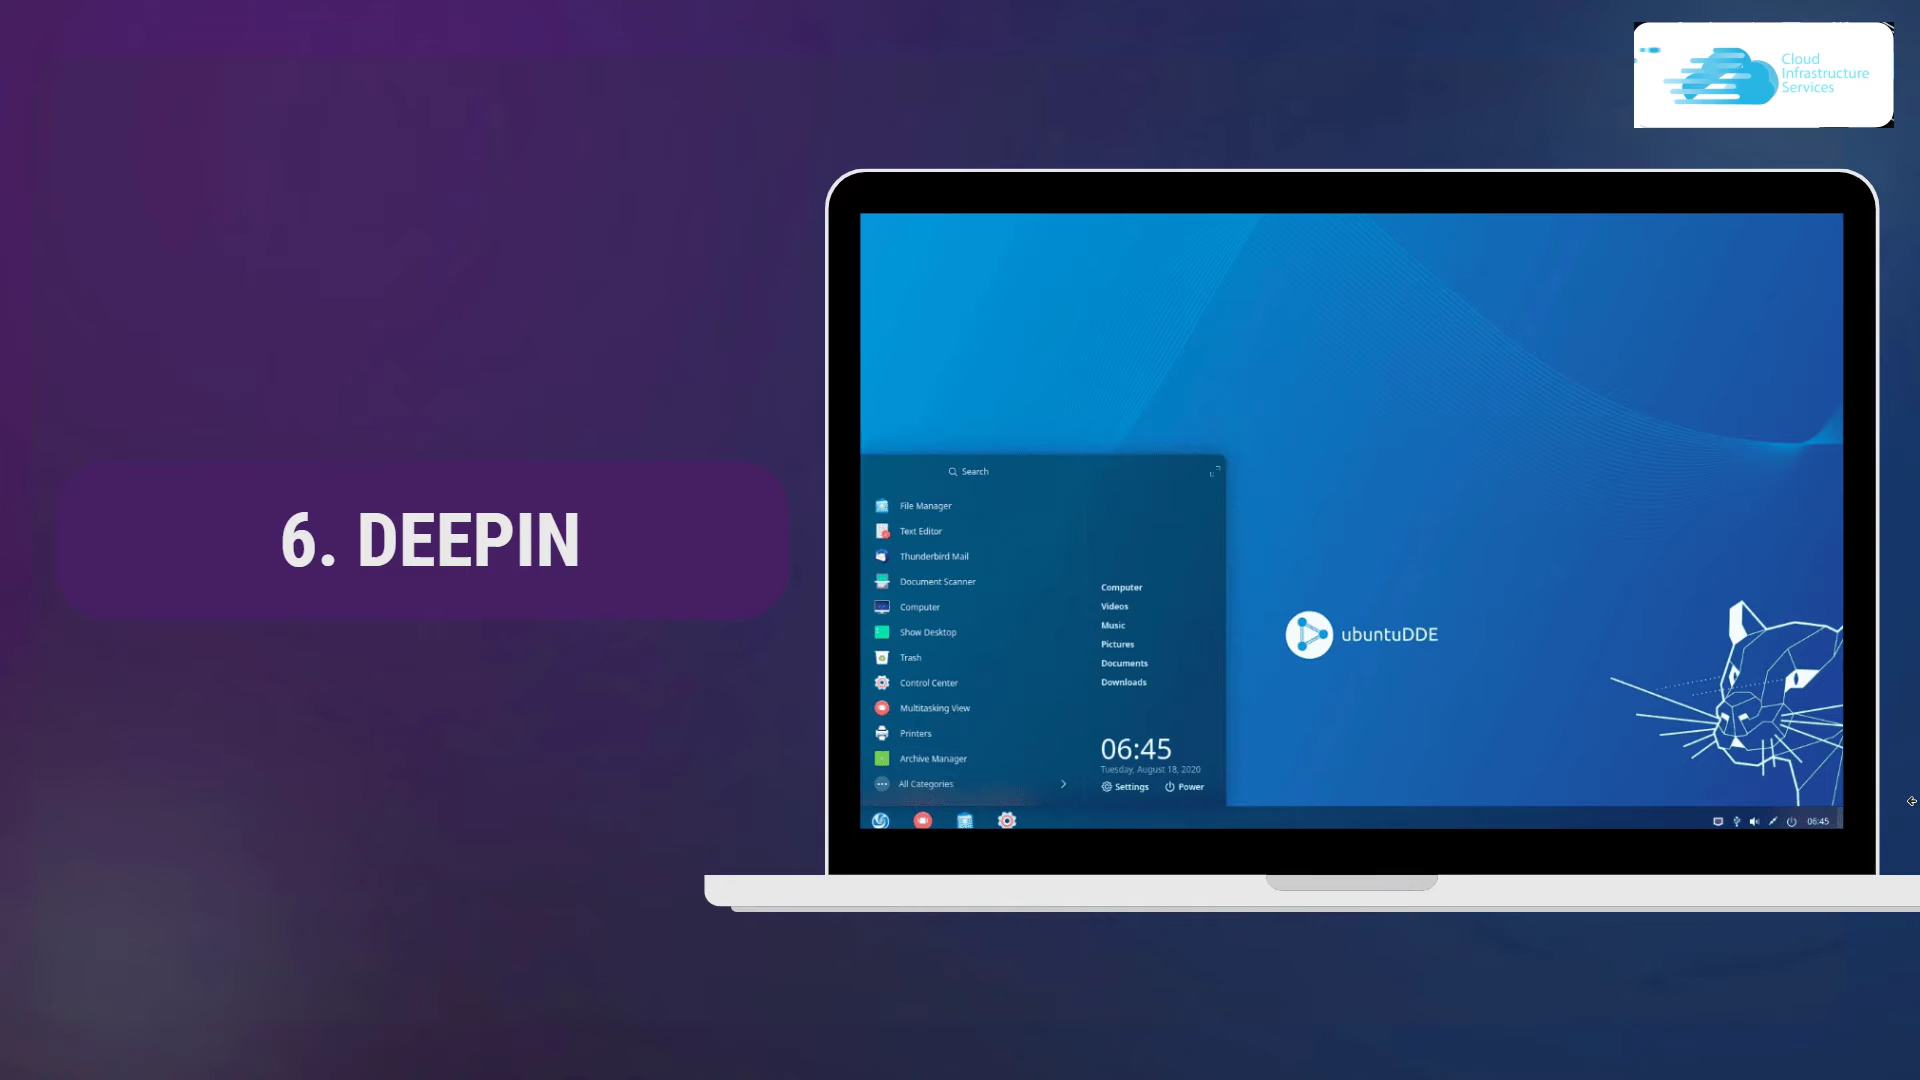 Cloud
Infrastructure
Services
6. DEEPIN
Search
File Manager
Text Editor
Thunderbird Mail
Document Scanner
Computer
Show Desktop
Trash
Control Center
Multitasking View
Printers
Archive Manager
All Categories
Computer
Videos
Music
Pictures
Documents
Downloads
06:45
Tuesday, August 18, 2020
Settings
Power
ubuntuDDE
06:45